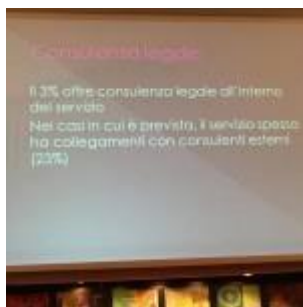 Consulenza legale
Il 3% offre consulenza legale all'interno
del servizio
Nei casi in cui è prevista, il servizio spesso
ha collegamenti con consulenti esterni
(23%)